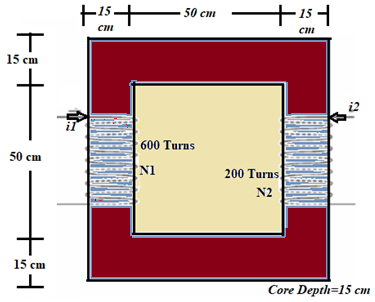 15 cm
50 cm
15 cm
15 cm
i1
i2
600 Turns
N1
50 cm
200 Turns
N2
15 cm
Core Depth=15 cm